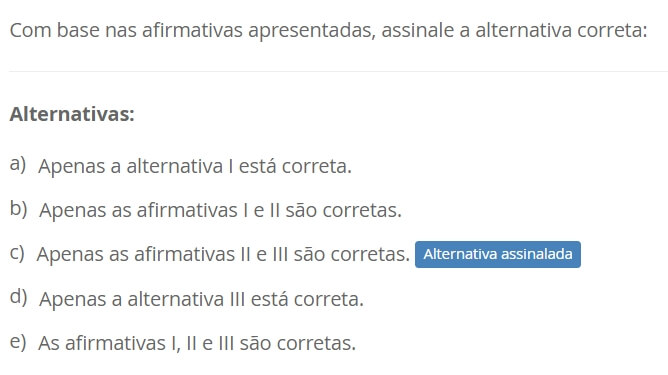 Com base nas afirmativas apresentadas, assinale a alternativa correta:
Alternativas:
a) Apenas a alternativa I está correta.
b) Apenas as afirmativas I e II são corretas.
c) Apenas as afirmativas II e III são corretas. Alternativa assinalada
d) Apenas a alternativa III está correta.
e) As afirmativas I, II e III são corretas.